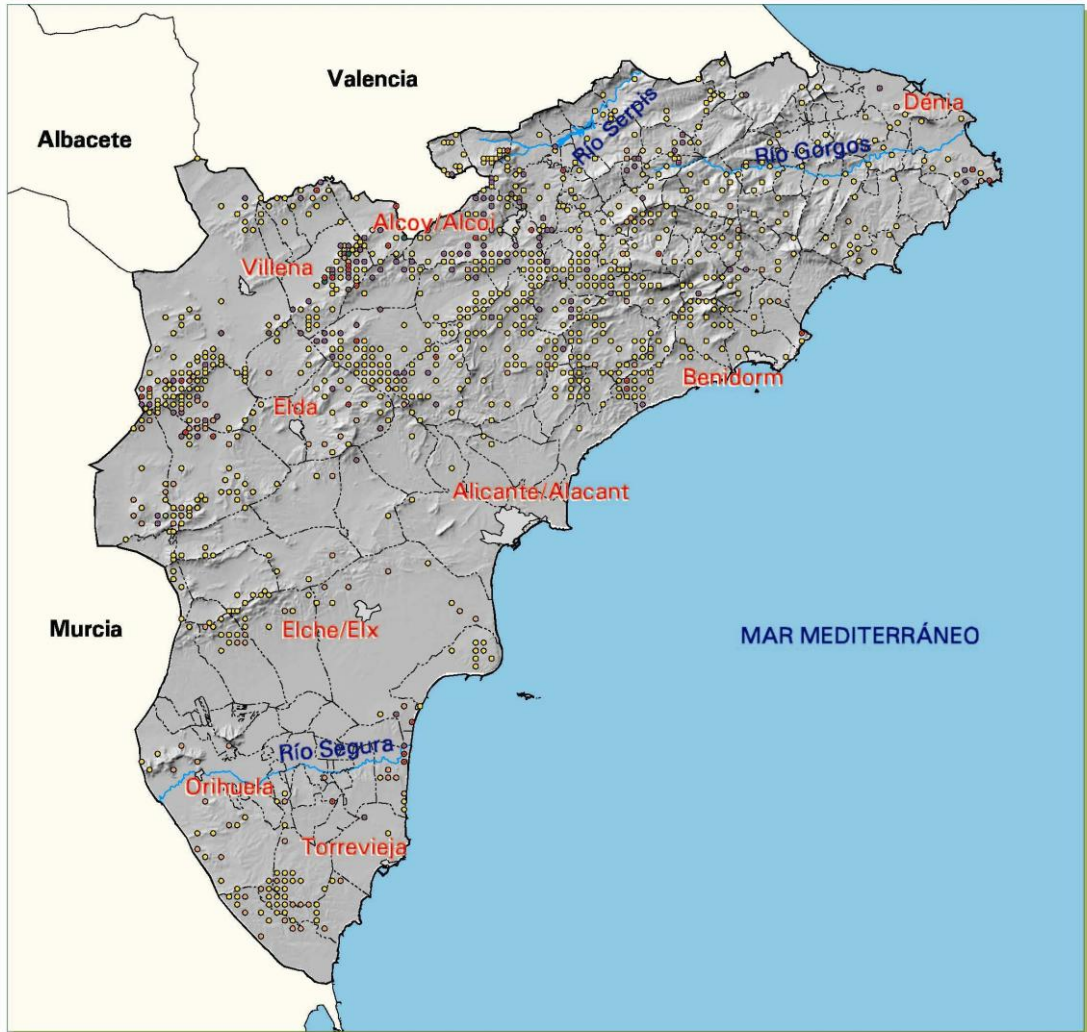 Valencia
Dénia
Río Serpis
Albacete
Río Gorgos
Alcoy/Alcoi
Villena
Benidorm
Elda
Alicante/Alacant
Murcia
Elche/Elx
MAR MEDITERRÁNEO
Río Segura
Orihuela
Torrevieja